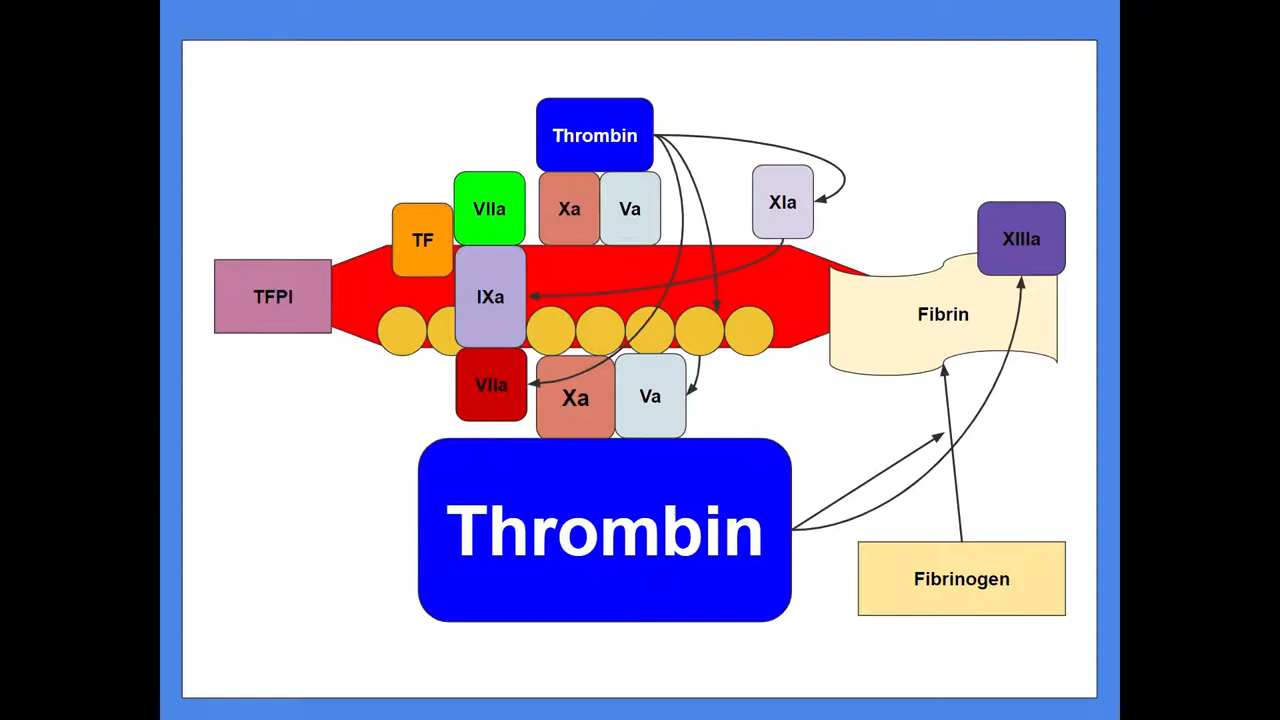 Thrombin
VIIa
Xa
Va
XIa
TF
XIIIa
TFPI
IXa
Fibrin
VIIa
Xa
Va
Thrombin
Fibrinogen